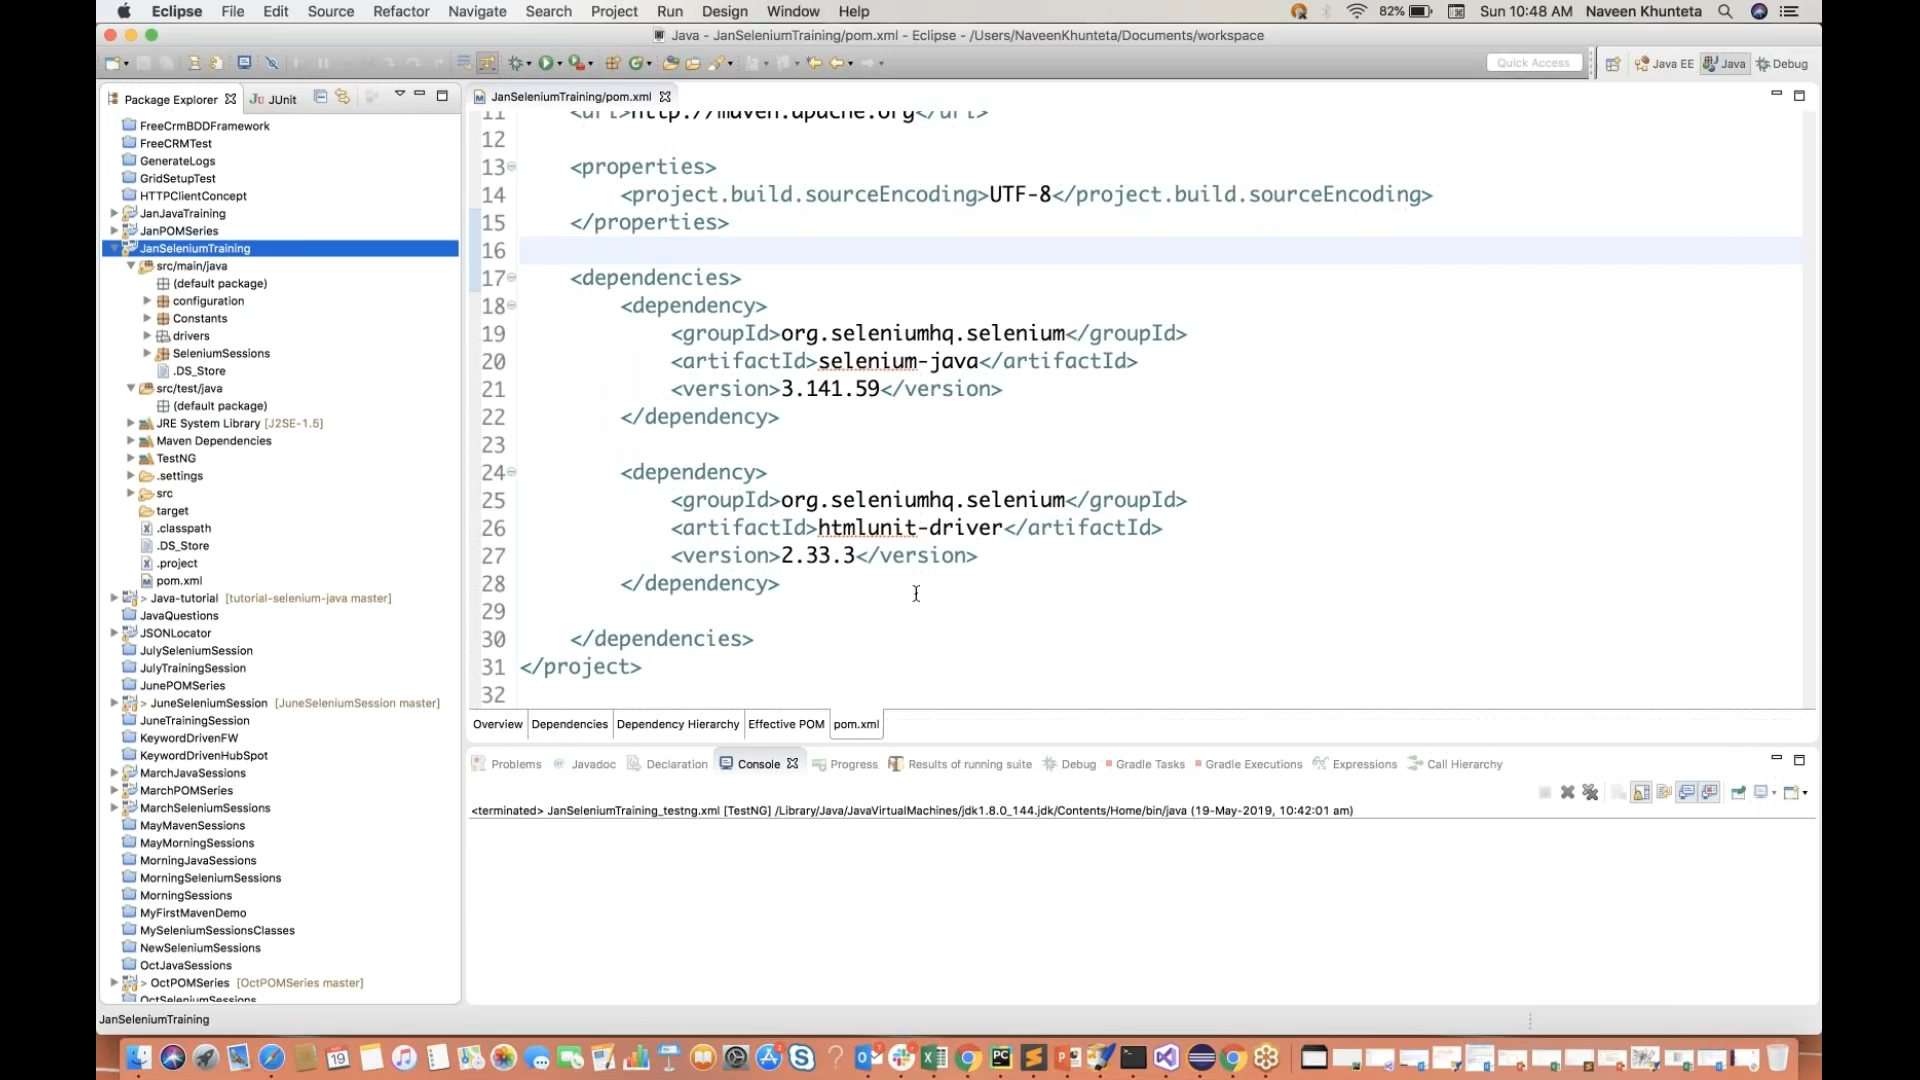 Eclipse File Edit Source Refactor Navigate Search Project Run Design Window Help 82% Sun 10:48 AM Naveen Khunteta
Java - JanSeleniumTraining/pom.xml - Eclipse - /Users/NaveenKhunteta/Documents/workspace
Quick Access Java EE Java Debug
Package Explorer JUnit
FreeCrmBDDFramework
FreeCRMTest
GenerateLogs
GridSetupTest
HTTPClientConcept
JanJavaTraining
JanPOMSeries
JanSeleniumTraining
src/main/java
(default package)
configuration
Constants
drivers
SeleniumSessions
.DS_Store
src/test/java
(default package)
JRE System Library [J2SE-1.5]
Maven Dependencies
TestNG
.settings
src
target
.classpath
.DS_Store
.project
pom.xml
> Java-tutorial [tutorial-selenium-java master]
JavaQuestions
JSONLocator
JulySeleniumSession
JulyTrainingSession
JunePOMSeries
> JuneSeleniumSession [JuneSeleniumSession master]
JuneTrainingSession
KeywordDrivenFW
KeywordDrivenHubSpot
MarchJavaSessions
MarchPOMSeries
MarchSeleniumSessions
MayMavenSessions
MayMorningSessions
MorningJavaSessions
MorningSeleniumSessions
MorningSessions
MyFirstMavenDemo
MySeleniumSessionsClasses
NewSeleniumSessions
OctJavaSessions
> OctPOMSeries [OctPOMSeries master]
OctSeleniumSessions
JanSeleniumTraining/pom.xml
11 <url>http://maven.apache.org</url>
12
13 <properties>
14 <project.build.sourceEncoding>UTF-8</project.build.sourceEncoding>
15 </properties>
16
17 <dependencies>
18 <dependency>
19 <groupId>org.seleniumhq.selenium</groupId>
20 <artifactId>selenium-java</artifactId>
21 <version>3.141.59</version>
22 </dependency>
23
24 <dependency>
25 <groupId>org.seleniumhq.selenium</groupId>
26 <artifactId>htmlunit-driver</artifactId>
27 <version>2.33.3</version>
28 </dependency>
29
30 </dependencies>
31 </project>
32
Overview Dependencies Dependency Hierarchy Effective POM pom.xml
Problems Javadoc Declaration Console Progress Results of running suite Debug Gradle Tasks Gradle Executions Expressions Call Hierarchy
<terminated> JanSeleniumTraining_testng.xml [TestNG] /Library/Java/JavaVirtualMachines/jdk1.8.0_144.jdk/Contents/Home/bin/java (19-May-2019, 10:42:01 am)
JanSeleniumTraining